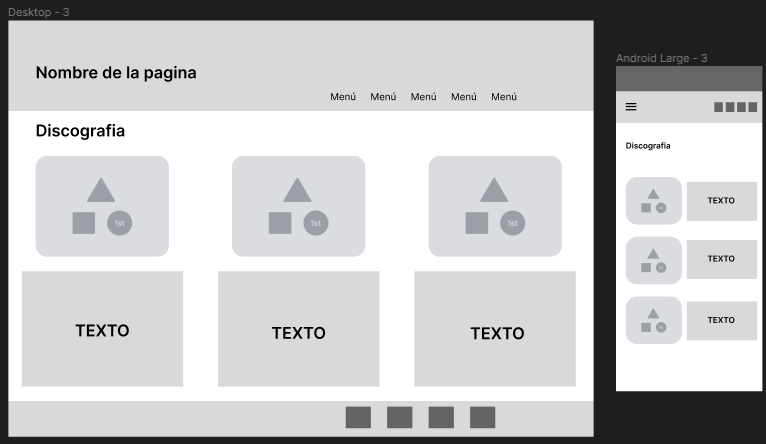 Desktop - 3
Nombre de la pagina
Menú Menú Menú Menú Menú
Discografia
1st 1st 1st
TEXTO TEXTO TEXTO
Android Large - 3
Discografia
TEXTO
TEXTO
TEXTO